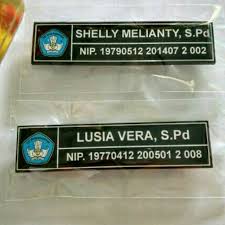 SHELLY MELIANTY, S.Pd
NIP. 19790512 201407 2 002
LUSIA VERA, S.Pd
NIP. 19770412 200501 2 008